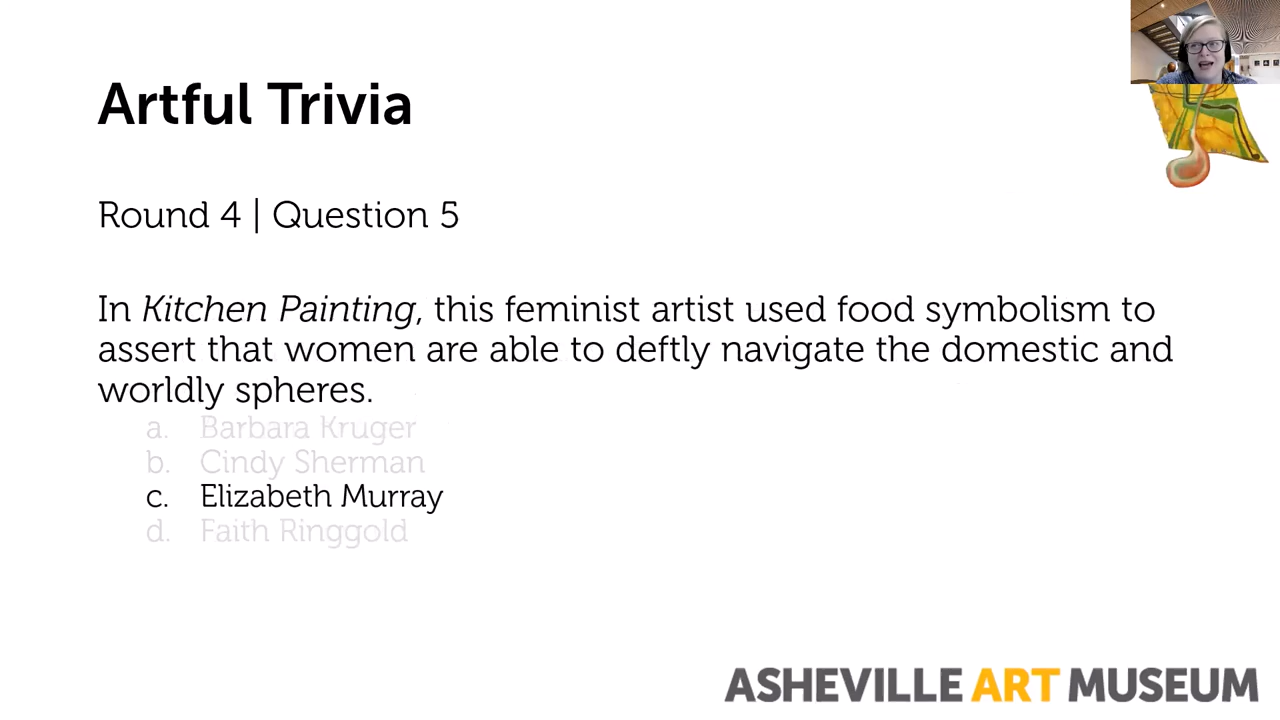 Artful Trivia
Round 4 | Question 5
In Kitchen Painting, this feminist artist used food symbolism to
assert that women are able to deftly navigate the domestic and
worldly spheres.
a. Barbara Kruger
b. Cindy Sherman
c. Elizabeth Murray
d. Faith Ringgold
ASHEVILLE ART MUSEUM